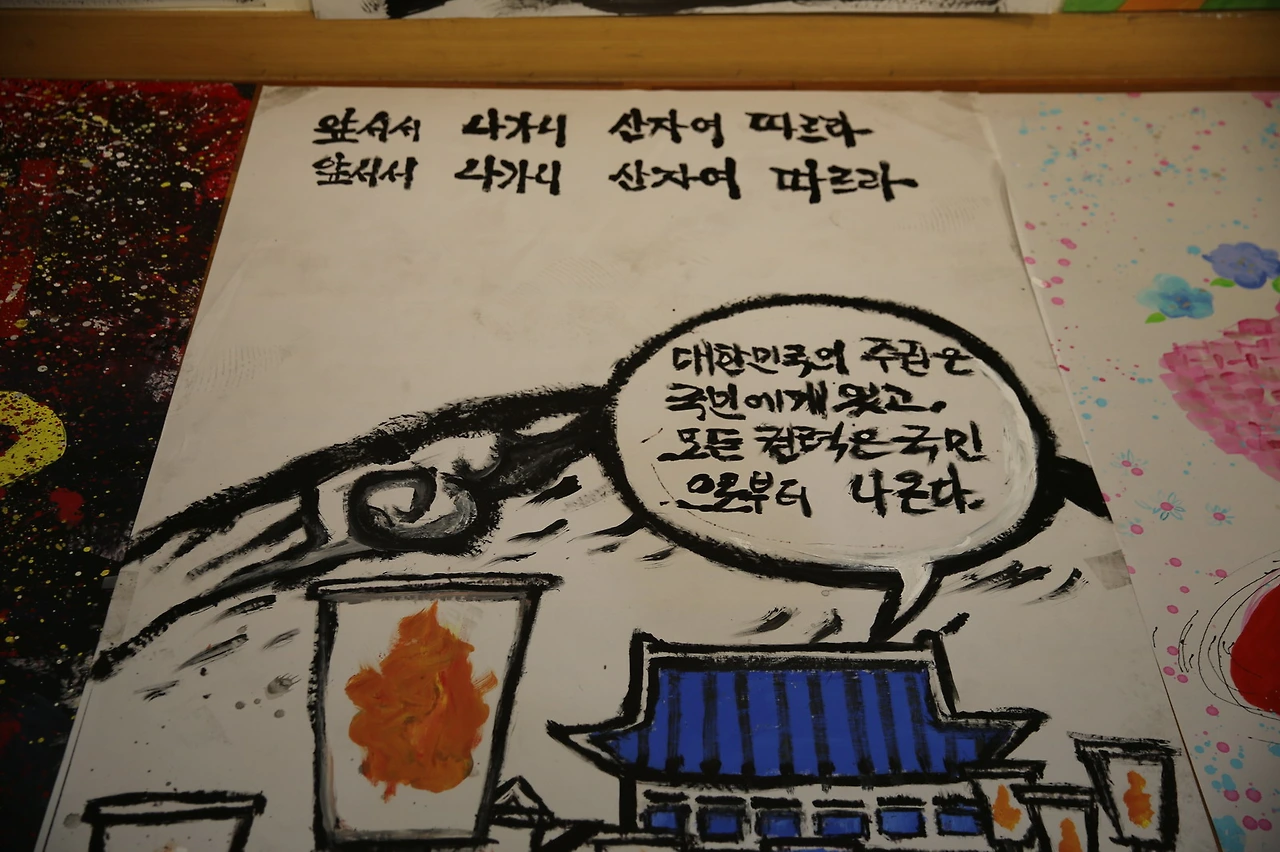 앞서서 나가니 산자여 따르라
앞서서 나가니 산자여 따르라
대한민국의 주권은
국민에게 있고.
모든 권력은 국민
으로부터 나온다.